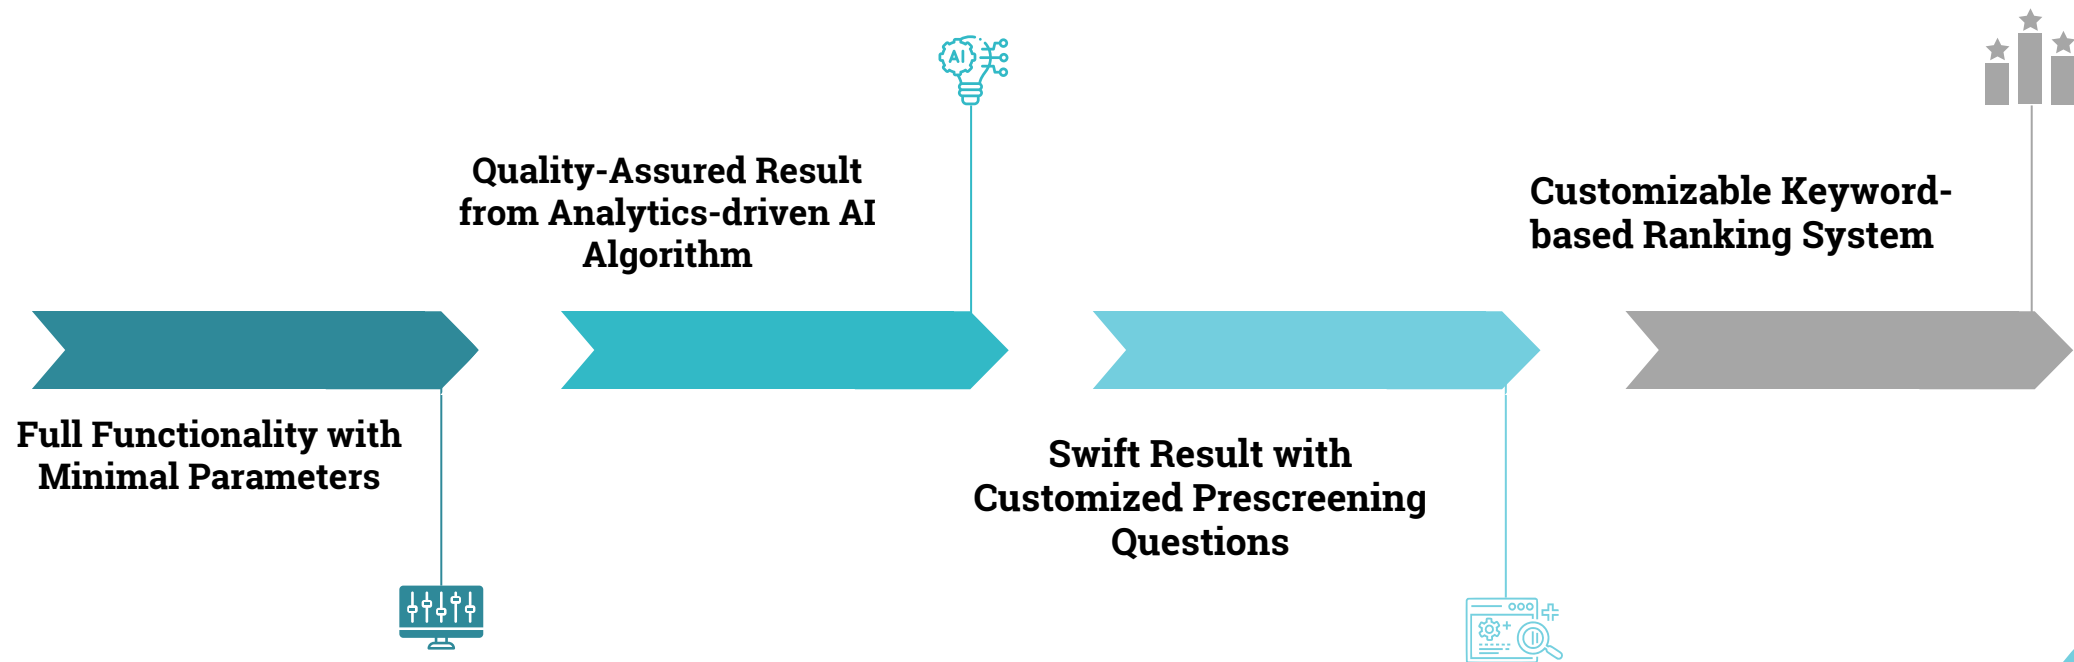 AI
Quality-Assured Result
from Analytics-driven AI
Algorithm
Customizable Keyword-
based Ranking System
Full Functionality with
Minimal Parameters
Swift Result with
Customized Prescreening
Questions